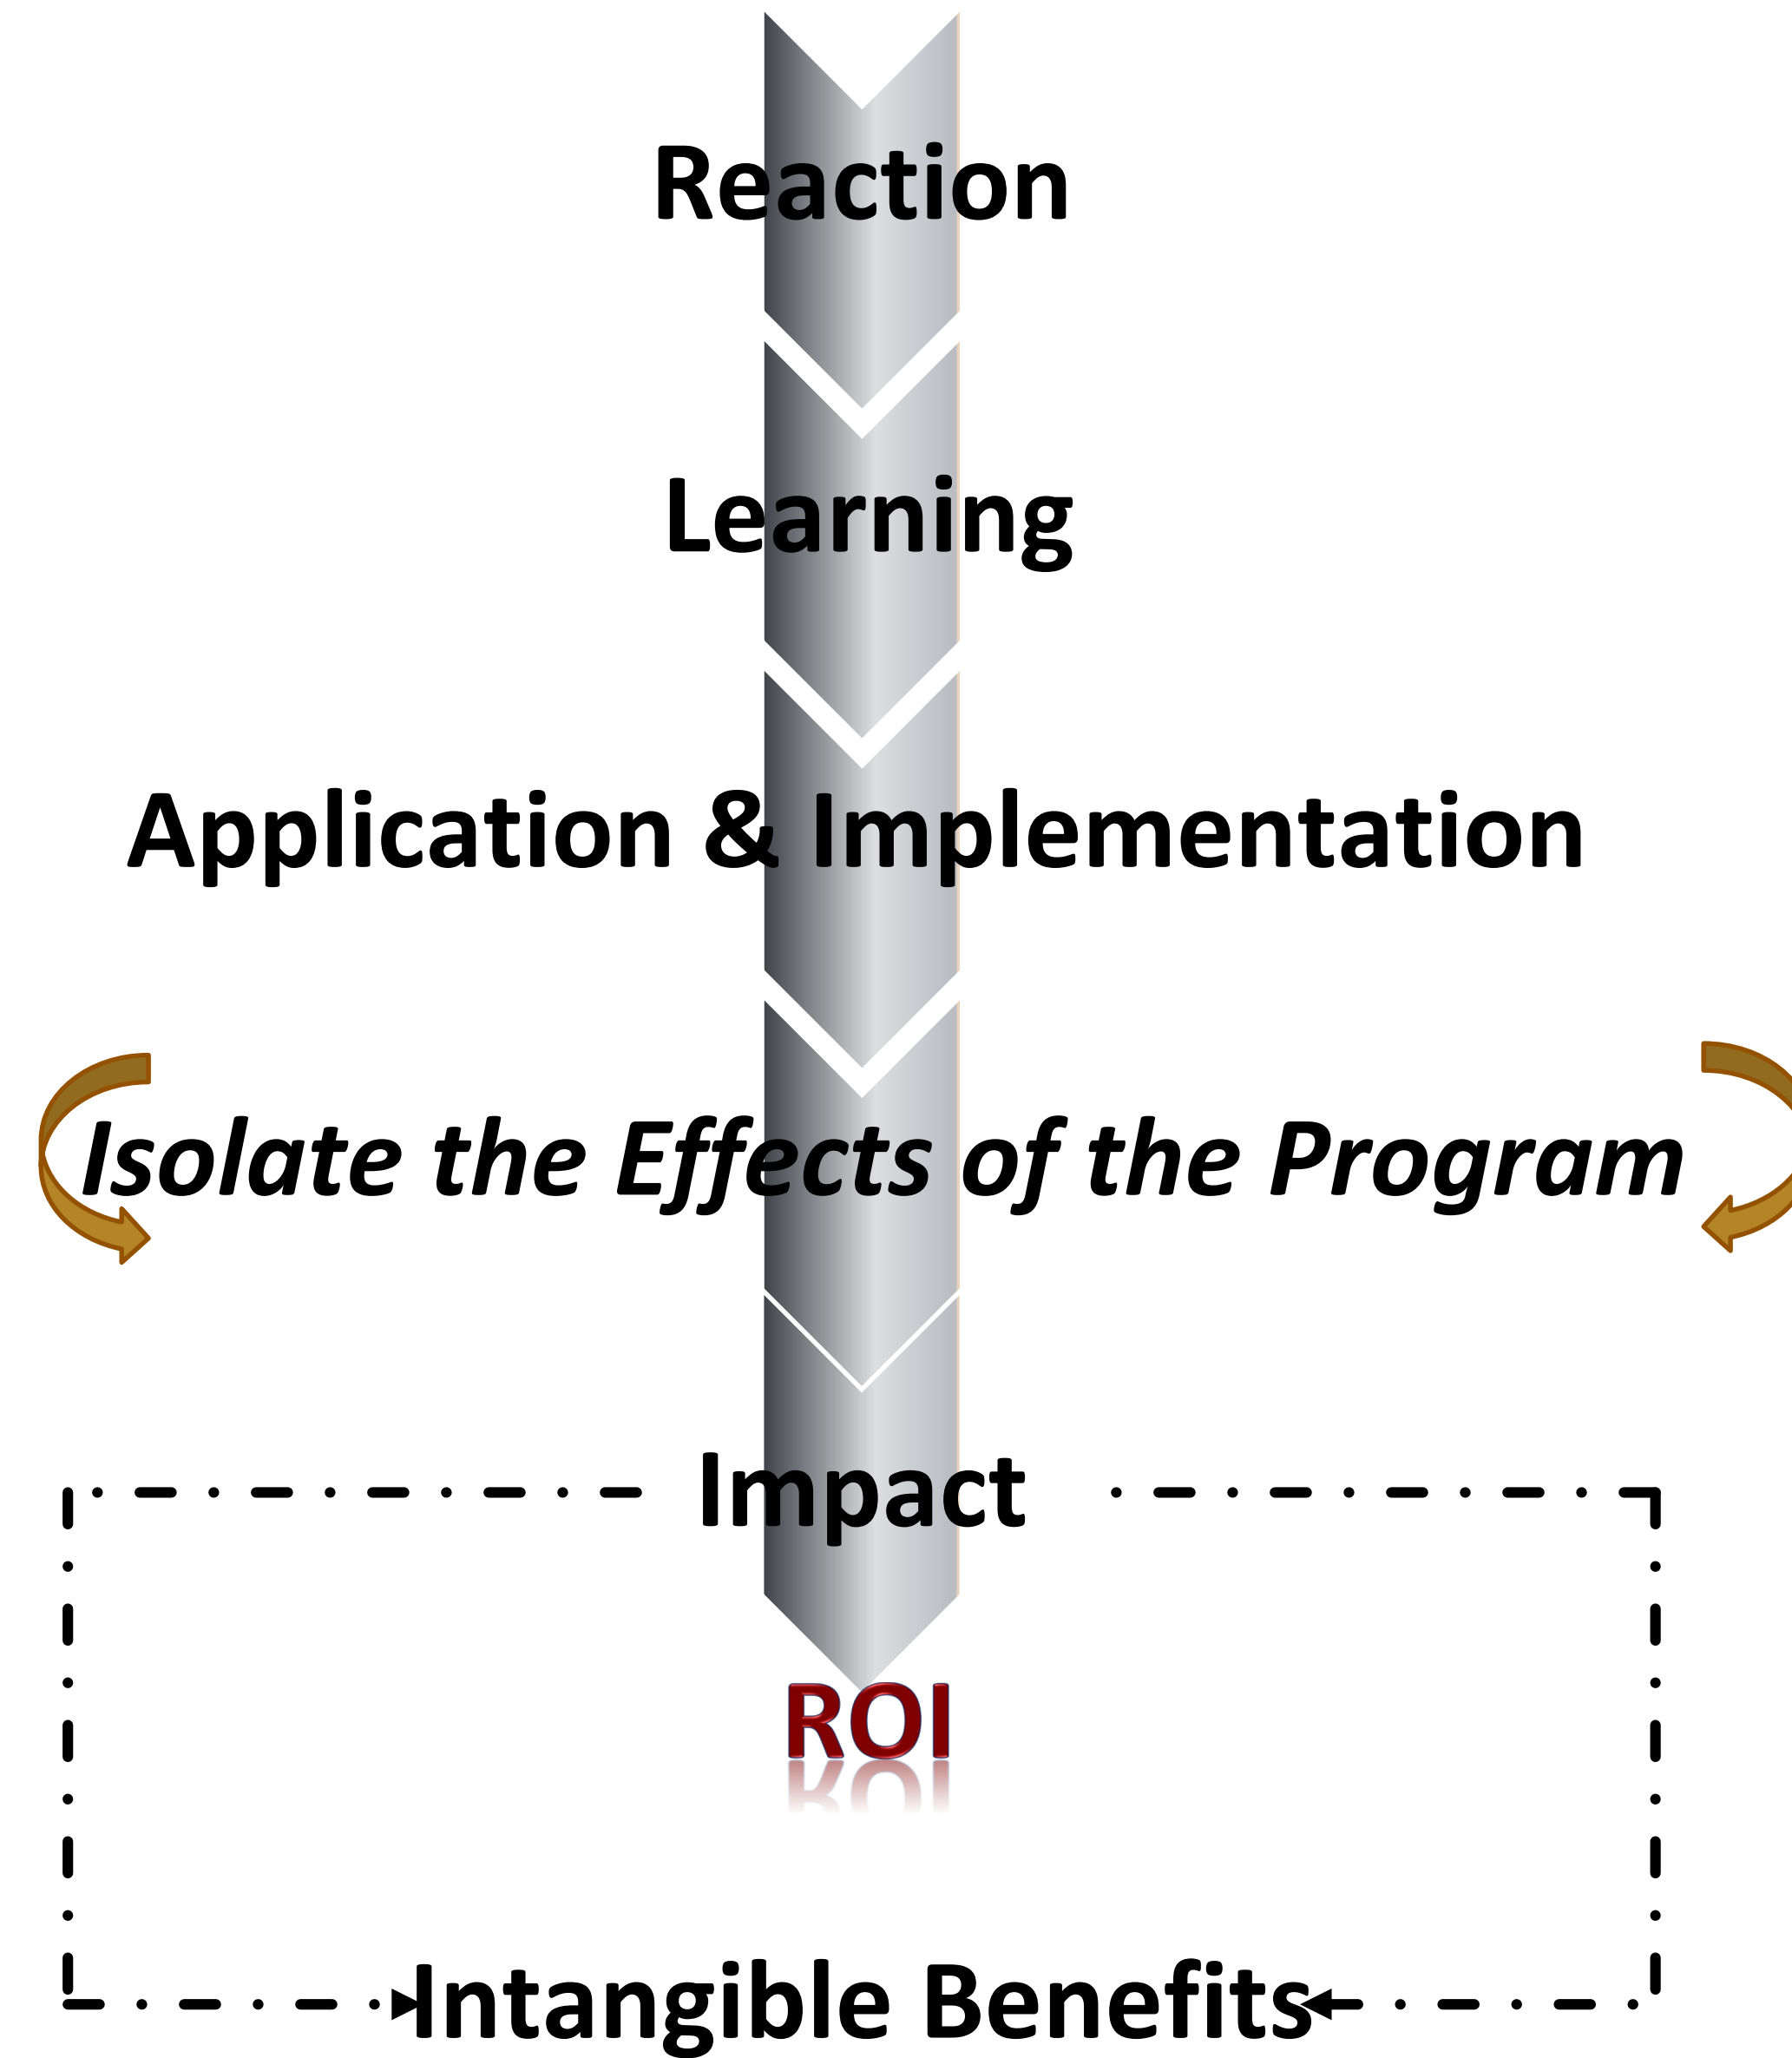 Reaction
Learning
Application & Implementation
Isolate the Effects of the Program
Impact
ROI
Intangible Benefits